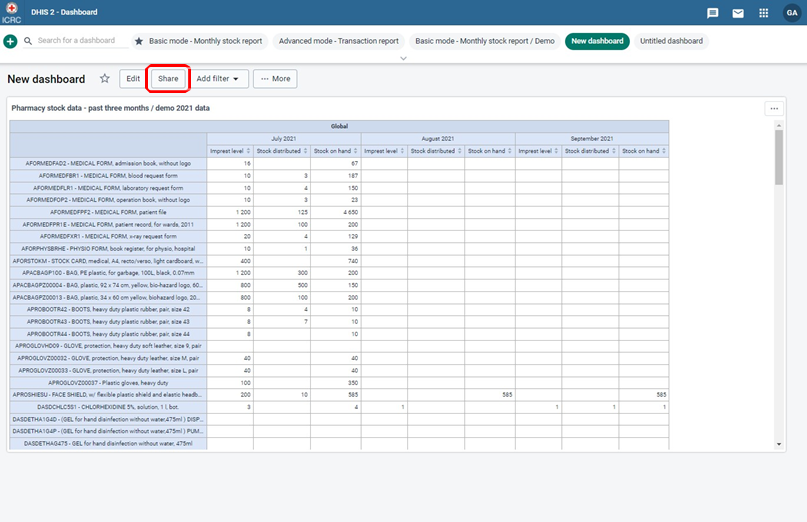 DHIS 2 - Dashboard
GA
ICRC
Search for a dashboard Basic mode - Monthly stock report Advanced mode - Transaction report Basic mode - Monthly stock report / Demo New dashboard Untitled dashboard
New dashboard Edit Share Add filter ··· More
Pharmacy stock data - past three months / demo 2021 data
Global
July 2021 August 2021 September 2021
Imprest level Stock distributed Stock on hand Imprest level Stock distributed Stock on hand Imprest level Stock distributed Stock on hand
AFORMEDFAD2 - MEDICAL FORM, admission book, without logo 16 67
AFORMEDFBR1 - MEDICAL FORM, blood request form 10 3 187
AFORMEDFLR1 - MEDICAL FORM, laboratory request form 10 4 150
AFORMEDFOP2 - MEDICAL FORM, operation book, without logo 10 3 23
AFORMEDFPF2 - MEDICAL FORM, patient file 1 200 125 4 650
AFORMEDFPR1E - MEDICAL FORM, patient record, for wards, 2011 1 200 100 200
AFORMEDFXR1 - MEDICAL FORM, x-ray request form 20 4 129
AFORPHYSBRHE - PHYSIO FORM, book register, for physio, hospital 10 1 36
AFORSTOKM - STOCK CARD, medical, A4, recto/verso, light cardboard, w... 400 740
APACBAGP100 - BAG, PE plastic, for garbage, 100L, black, 0.07mm 1 200 300 200
APACBAGPZ00004 - BAG, plastic, 92 x 74 cm, yellow, bio-hazard logo, 60... 800 500 150
APACBAGPZ00013 - BAG, plastic, 34 x 60 cm yellow, biohazard logo, 20... 800 100 200
APROBOOTR42 - BOOTS, heavy duty plastic rubber, pair, size 42 8 4 10
APROBOOTR43 - BOOTS, heavy duty plastic rubber, pair, size 43 8 7 10
APROBOOTR44 - BOOTS, heavy duty plastic rubber, pair, size 44 8 10
APROGLOVHD09 - GLOVE, protection, heavy duty soft leather, size 9, pair
APROGLOVZ00032 - GLOVE, protection, heavy duty leather, size M, pair 40 40
APROGLOVZ00033 - GLOVE, protection, heavy duty leather, size L, pair 40 40
APROGLOVZ00037 - Plastic gloves, heavy duty 100 350
APROSHIESU - FACE SHIELD, w/ flexible plastic shield and elastic headb... 200 10 585 585 585
DASDCHLC5S1 - CHLORHEXIDINE 5%, solution, 1 l, bot. 3 4 1 1 1 1
DASDETHA1G4D - (GEL for hand disinfection without water,475ml ) DISP...
DASDETHA1G4P - (GEL for hand disinfection without water,475ml ) PUM...
DASDETHAG475 - GEL for hand disinfection without water, 475ml